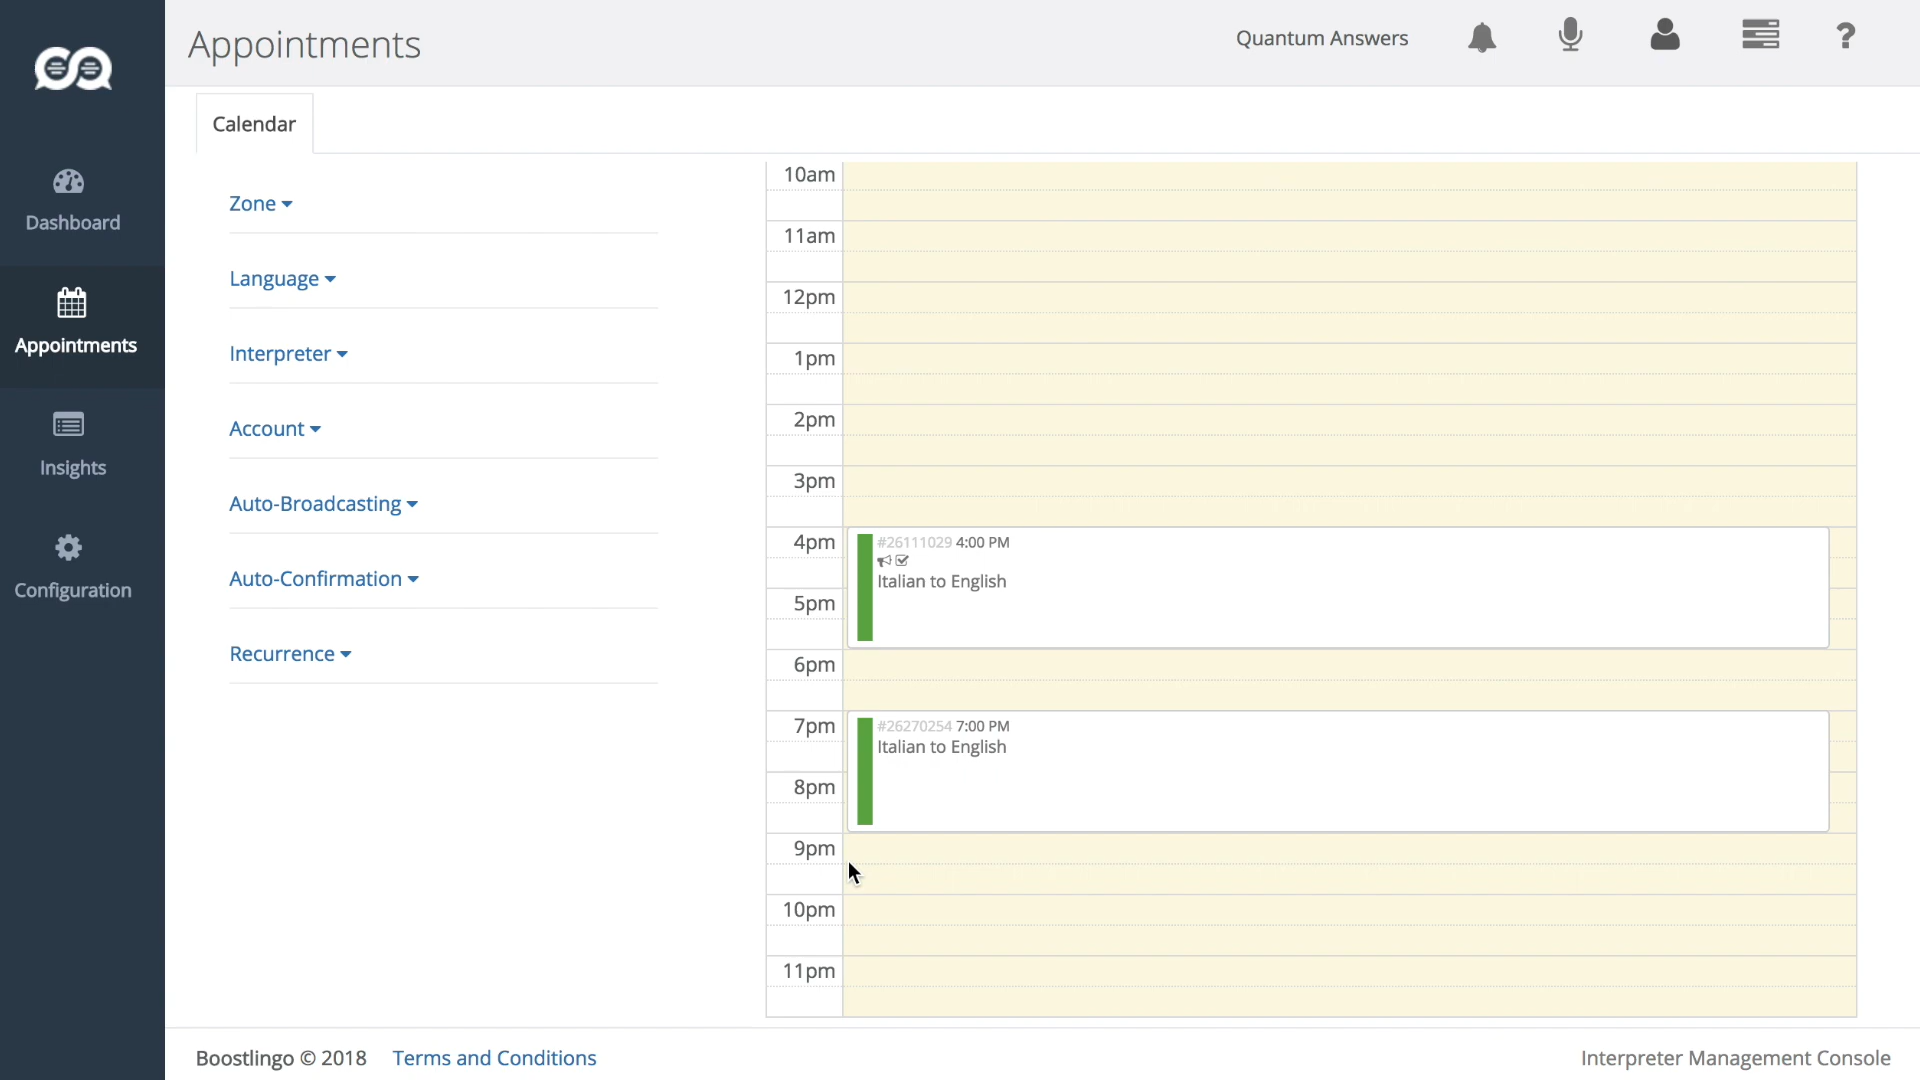 Appointments
Quantum Answers
?
Calendar
Dashboard
Appointments
Insights
Configuration
Zone
Language
Interpreter
Account
Auto-Broadcasting
Auto-Confirmation
Recurrence
10am
11am
12pm
1pm
2pm
3pm
4pm
5pm
6pm
7pm
8pm
9pm
10pm
11pm
#26111029 4:00 PM
Italian to English
#26270254 7:00 PM
Italian to English
Boostlingo © 2018 Terms and Conditions
Interpreter Management Console